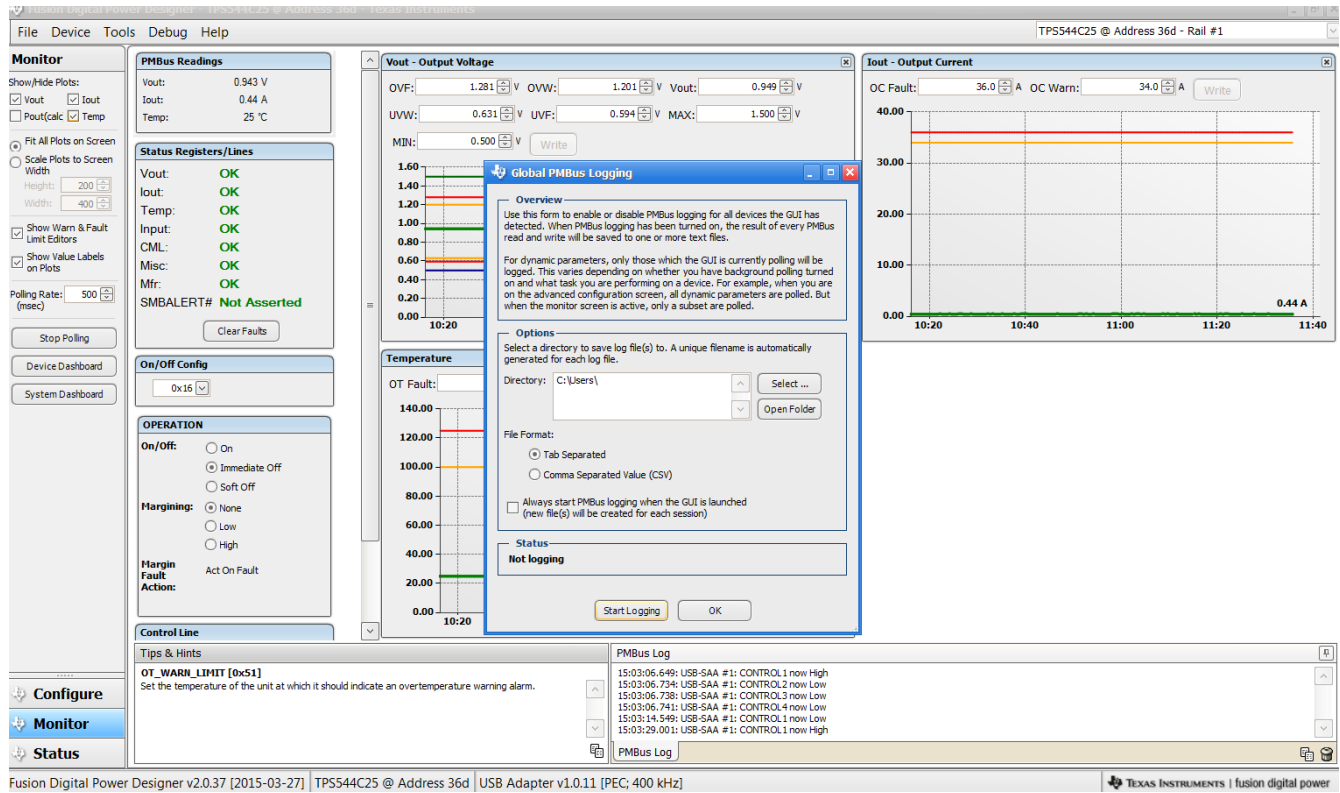 Fusion Digital Power Designer - TPS544C25 @ Address 36d - Texas Instruments
File Device Tools Debug Help
TPS544C25 @ Address 36d - Rail #1
Monitor
Show/Hide Plots:
Vout Iout
Pout(calc Temp
Fit All Plots on Screen
Scale Plots to Screen
Width
Height: 200
Width: 400
Show Warn & Fault
Limit Editors
Show Value Labels
on Plots
Polling Rate: 500
(msec)
Stop Polling
Device Dashboard
System Dashboard
Configure
Monitor
Status
PMBus Readings
Vout: 0.943 V
Iout: 0.44 A
Temp: 25 °C
Status Registers/Lines
Vout: OK
Iout: OK
Temp: OK
Input: OK
CML: OK
Misc: OK
Mfr: OK
SMBALERT# Not Asserted
Clear Faults
On/Off Config
0x16
OPERATION
On/Off: On
Immediate Off
Soft Off
Margining: None
Low
High
Margin
Fault
Action:
Act On Fault
Control Line
Vout - Output Voltage
OVF: 1.281 V OVW: 1.201 V Vout: 0.949 V
UVW: 0.631 V UVF: 0.594 V MAX: 1.500 V
MIN: 0.500 V Write
1.60
1.40
1.20
1.00
0.80
0.60
0.40
0.20
0.00
10:20
Temperature
OT Fault:
140.00
120.00
100.00
80.00
60.00
40.00
20.00
0.00
10:20
Iout - Output Current
OC Fault: 36.0 A OC Warn: 34.0 A Write
40.00
30.00
20.00
10.00
0.00
0.44 A
10:20 10:40 11:00 11:20 11:40
Global PMBus Logging
Overview
Use this form to enable or disable PMBus logging for all devices the GUI has
detected. When PMBus logging has been turned on, the result of every PMBus
read and write will be saved to one or more text files.
For dynamic parameters, only those which the GUI is currently polling will be
logged. This varies depending on whether you have background polling turned
on and what task you are performing on a device. For example, when you are
on the advanced configuration screen, all dynamic parameters are polled. But
when the monitor screen is active, only a subset are polled.
Options
Select a directory to save log file(s) to. A unique filename is automatically
generated for each log file.
Directory: C:\Users\ Select ...
Open Folder
File Format:
Tab Separated
Comma Separated Value (CSV)
Always start PMBus logging when the GUI is launched
(new file(s) will be created for each session)
Status
Not logging
Start Logging OK
Tips & Hints
OT_WARN_LIMIT [0x51]
Set the temperature of the unit at which it should indicate an overtemperature warning alarm.
PMBus Log
15:03:06.649: USB-SAA #1: CONTROL1 now High
15:03:06.734: USB-SAA #1: CONTROL2 now Low
15:03:06.738: USB-SAA #1: CONTROL3 now Low
15:03:06.741: USB-SAA #1: CONTROL4 now Low
15:03:14.549: USB-SAA #1: CONTROL1 now Low
15:03:29.001: USB-SAA #1: CONTROL1 now High
PMBus Log
Fusion Digital Power Designer v2.0.37 [2015-03-27] TPS544C25 @ Address 36d USB Adapter v1.0.11 [PEC; 400 kHz]
TEXAS INSTRUMENTS | fusion digital power